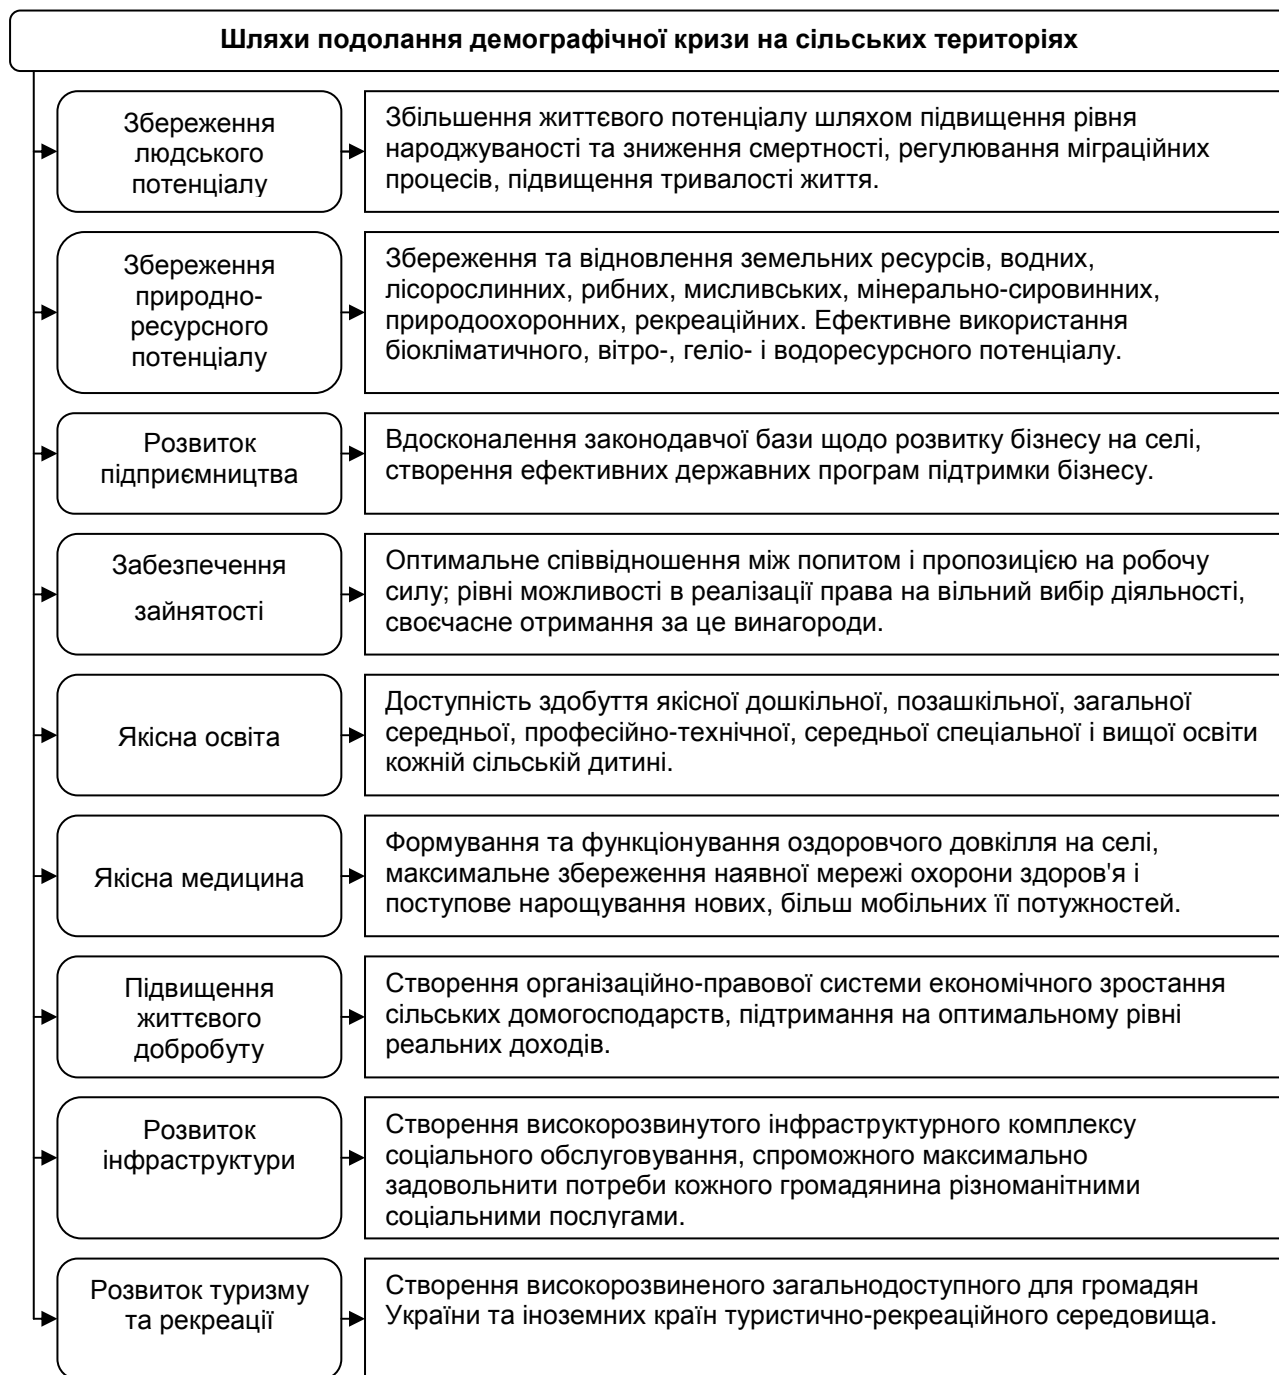 Шляхи подолання демографічної кризи на сільських територіях
Збереження
людського
потенціалу
Збільшення життєвого потенціалу шляхом підвищення рівня
народжуваності та зниження смертності, регулювання міграційних
процесів, підвищення тривалості життя.
Збереження
природно-
ресурсного
потенціалу
Збереження та відновлення земельних ресурсів, водних,
лісорослинних, рибних, мисливських, мінерально-сировинних,
природоохоронних, рекреаційних. Ефективне використання
біокліматичного, вітро-, геліо- і водоресурсного потенціалу.
Розвиток
підприємництва
Вдосконалення законодавчої бази щодо розвитку бізнесу на селі,
створення ефективних державних програм підтримки бізнесу.
Забезпечення
зайнятості
Оптимальне співвідношення між попитом і пропозицією на робочу
силу; рівні можливості в реалізації права на вільний вибір діяльності,
своєчасне отримання за це винагороди.
Якісна освіта
Доступність здобуття якісної дошкільної, позашкільної, загальної
середньої, професійно-технічної, середньої спеціальної і вищої освіти
кожній сільській дитині.
Якісна медицина
Формування та функціонування оздоровчого довкілля на селі,
максимальне збереження наявної мережі охорони здоров'я і
поступове нарощування нових, більш мобільних її потужностей.
Підвищення
життєвого
добробуту
Створення організаційно-правової системи економічного зростання
сільських домогосподарств, підтримання на оптимальному рівні
реальних доходів.
Розвиток
інфраструктури
Створення високорозвинутого інфраструктурного комплексу
соціального обслуговування, спроможного максимально
задовольнити потреби кожного громадянина різноманітними
соціальними послугами.
Розвиток туризму
та рекреації
Створення високорозвиненого загальнодоступного для громадян
України та іноземних країн туристично-рекреаційного середовища.